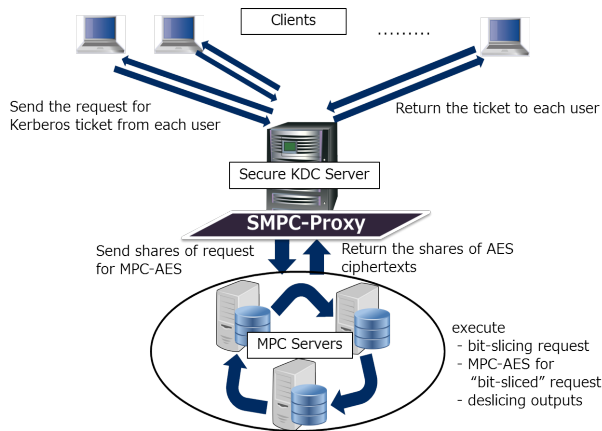 Clients
.........
Send the request for
Kerberos ticket from each user
Return the ticket to each user
Secure KDC Server
SMPC-Proxy
Send shares of request
for MPC-AES
Return the shares of AES
ciphertexts
MPC Servers
execute
- bit-slicing request
- MPC-AES for
“bit-sliced” request
- deslicing outputs